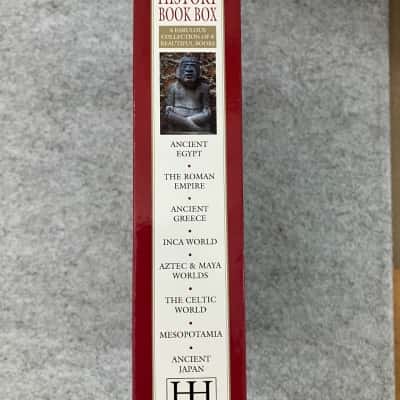 HISTORY
BOOK BOX
A FABULOUS
COLLECTION OF 8
BEAUTIFUL BOOKS
ANCIENT
EGYPT
•
THE ROMAN
EMPIRE
•
ANCIENT
GREECE
•
INCA WORLD
•
AZTEC & MAYA
WORLDS
•
THE CELTIC
WORLD
•
MESOPOTAMIA
•
ANCIENT
JAPAN
HH